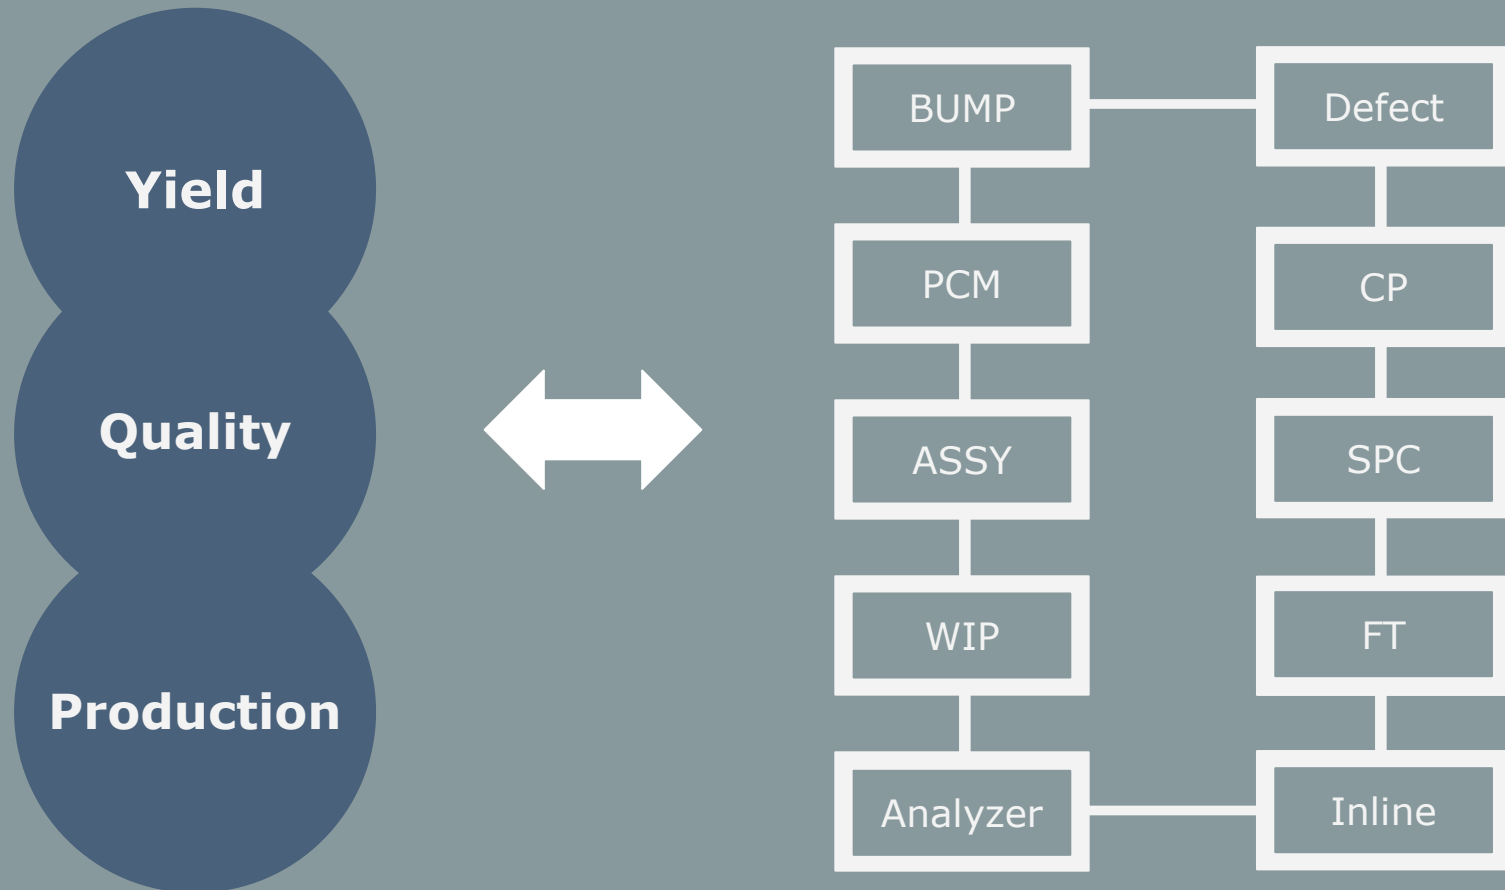 Yield
Quality
Production
BUMP
Defect
PCM
CP
ASSY
SPC
WIP
FT
Analyzer
Inline